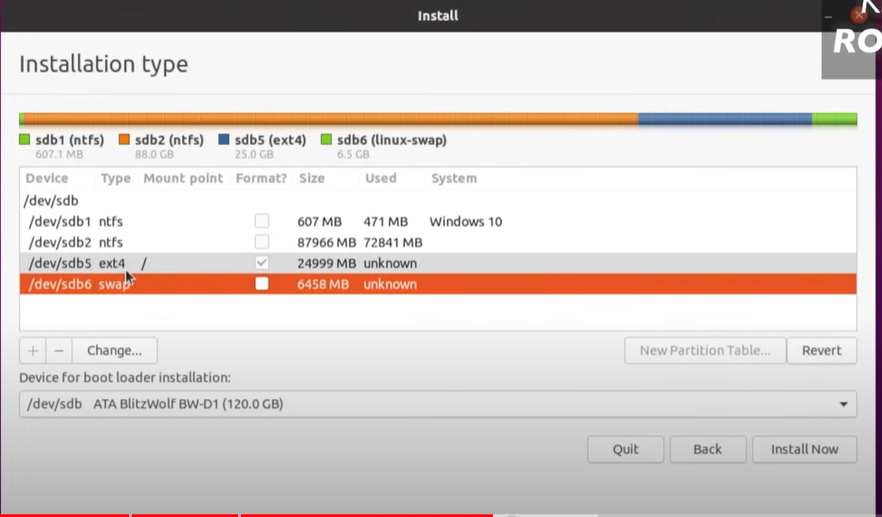 Install
RO
Installation type
sdb1 (ntfs) sdb2 (ntfs) sdb5 (ext4) sdb6 (linux-swap)
607.1 MB 88.0 GB 25.0 GB 6.5 GB
Device Type Mount point Format? Size Used System
/dev/sdb
/dev/sdb1 ntfs 607 MB 471 MB Windows 10
/dev/sdb2 ntfs 87966 MB 72841 MB
/dev/sdb5 ext4 / 24999 MB unknown
/dev/sdb6 swap 6458 MB unknown
+ − Change... New Partition Table... Revert
Device for boot loader installation:
/dev/sdb ATA BlitzWolf BW-D1 (120.0 GB)
Quit Back Install Now